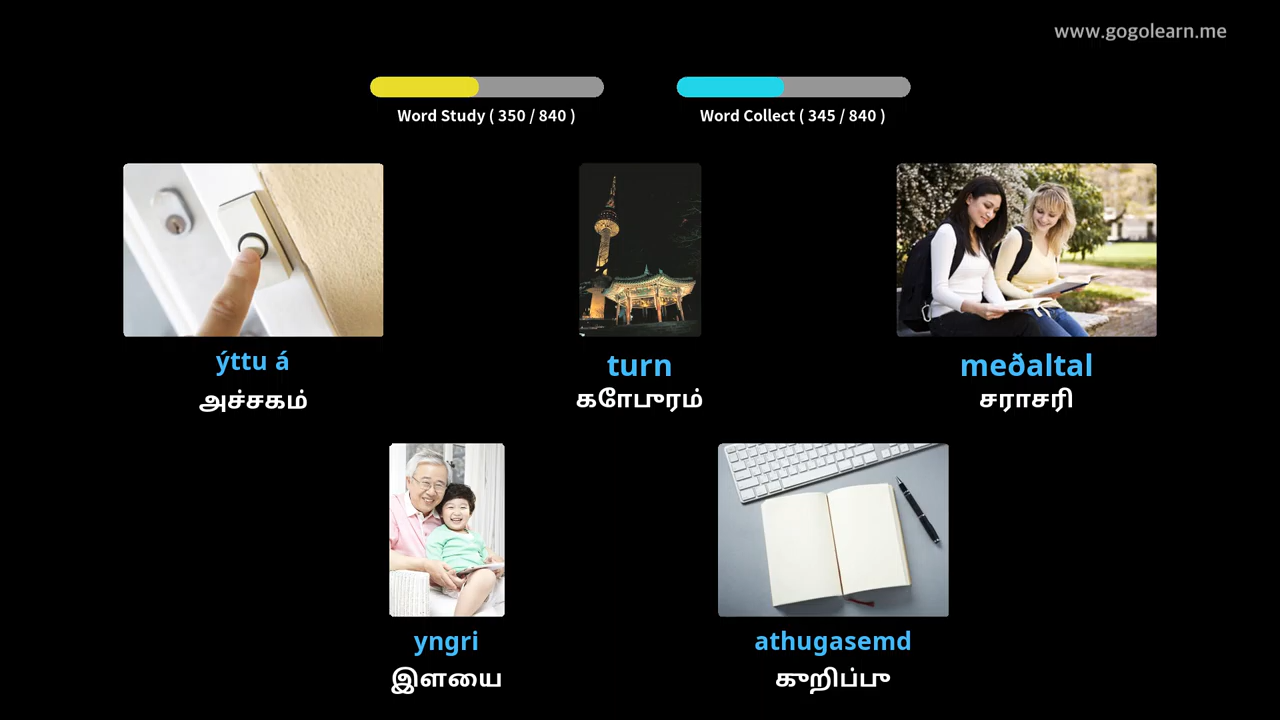 www.gogolearn.me
Word Study ( 350 / 840 )
Word Collect ( 345 / 840 )
ýttu á
அச்சகம்
turn
கோபுரம்
meðaltal
சராசரி
yngri
இளயை
athugasemd
குறிப்பு